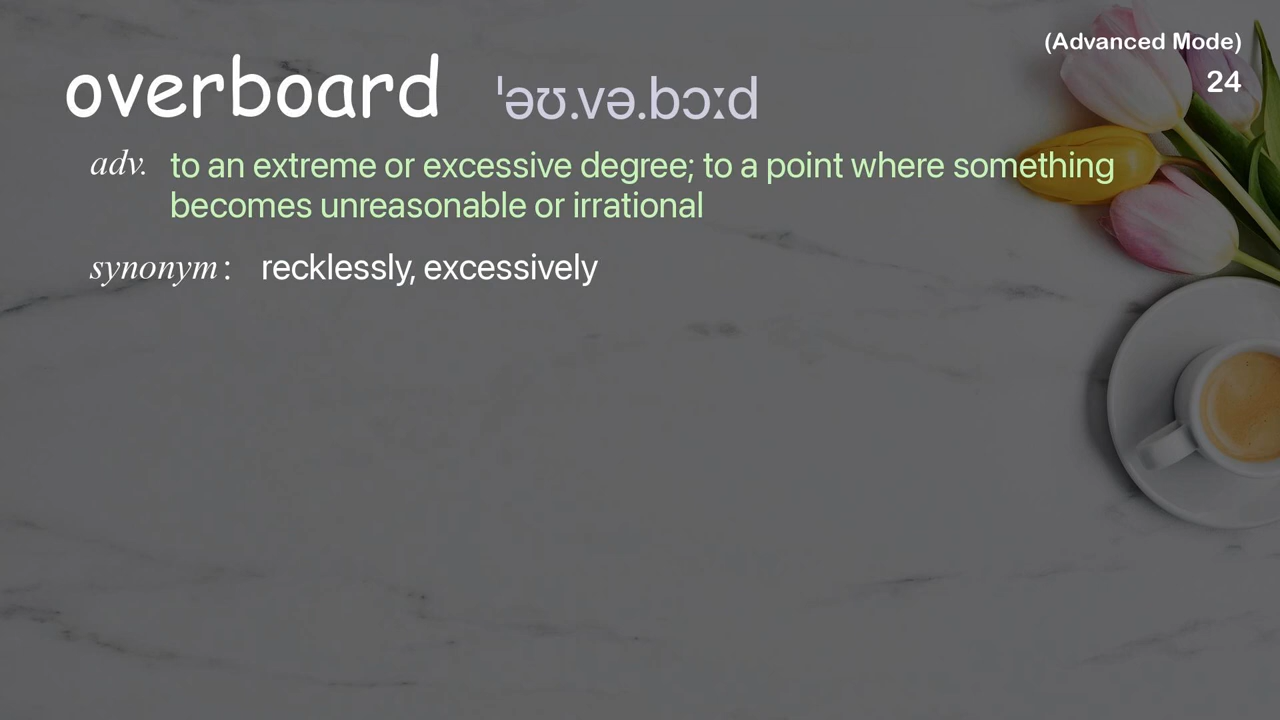 (Advanced Mode)
24
overboard ˈəʊ.və.bɔːd
adv. to an extreme or excessive degree; to a point where something
becomes unreasonable or irrational
synonym: recklessly, excessively